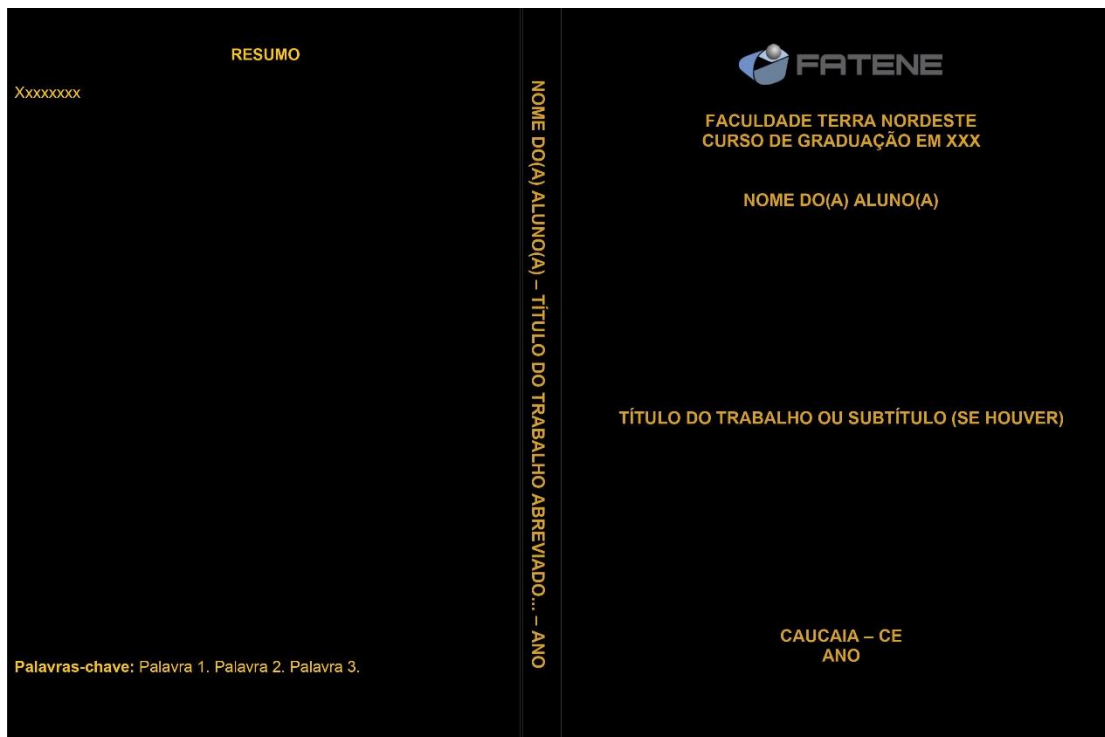 RESUMO
Xxxxxxxx
Palavras-chave: Palavra 1. Palavra 2. Palavra 3.
NOME DO(A) ALUNO(A) – TÍTULO DO TRABALHO ABREVIADO... – ANO
FATENE
FACULDADE TERRA NORDESTE
CURSO DE GRADUAÇÃO EM XXX
NOME DO(A) ALUNO(A)
TÍTULO DO TRABALHO OU SUBTÍTULO (SE HOUVER)
CAUCAIA – CE
ANO